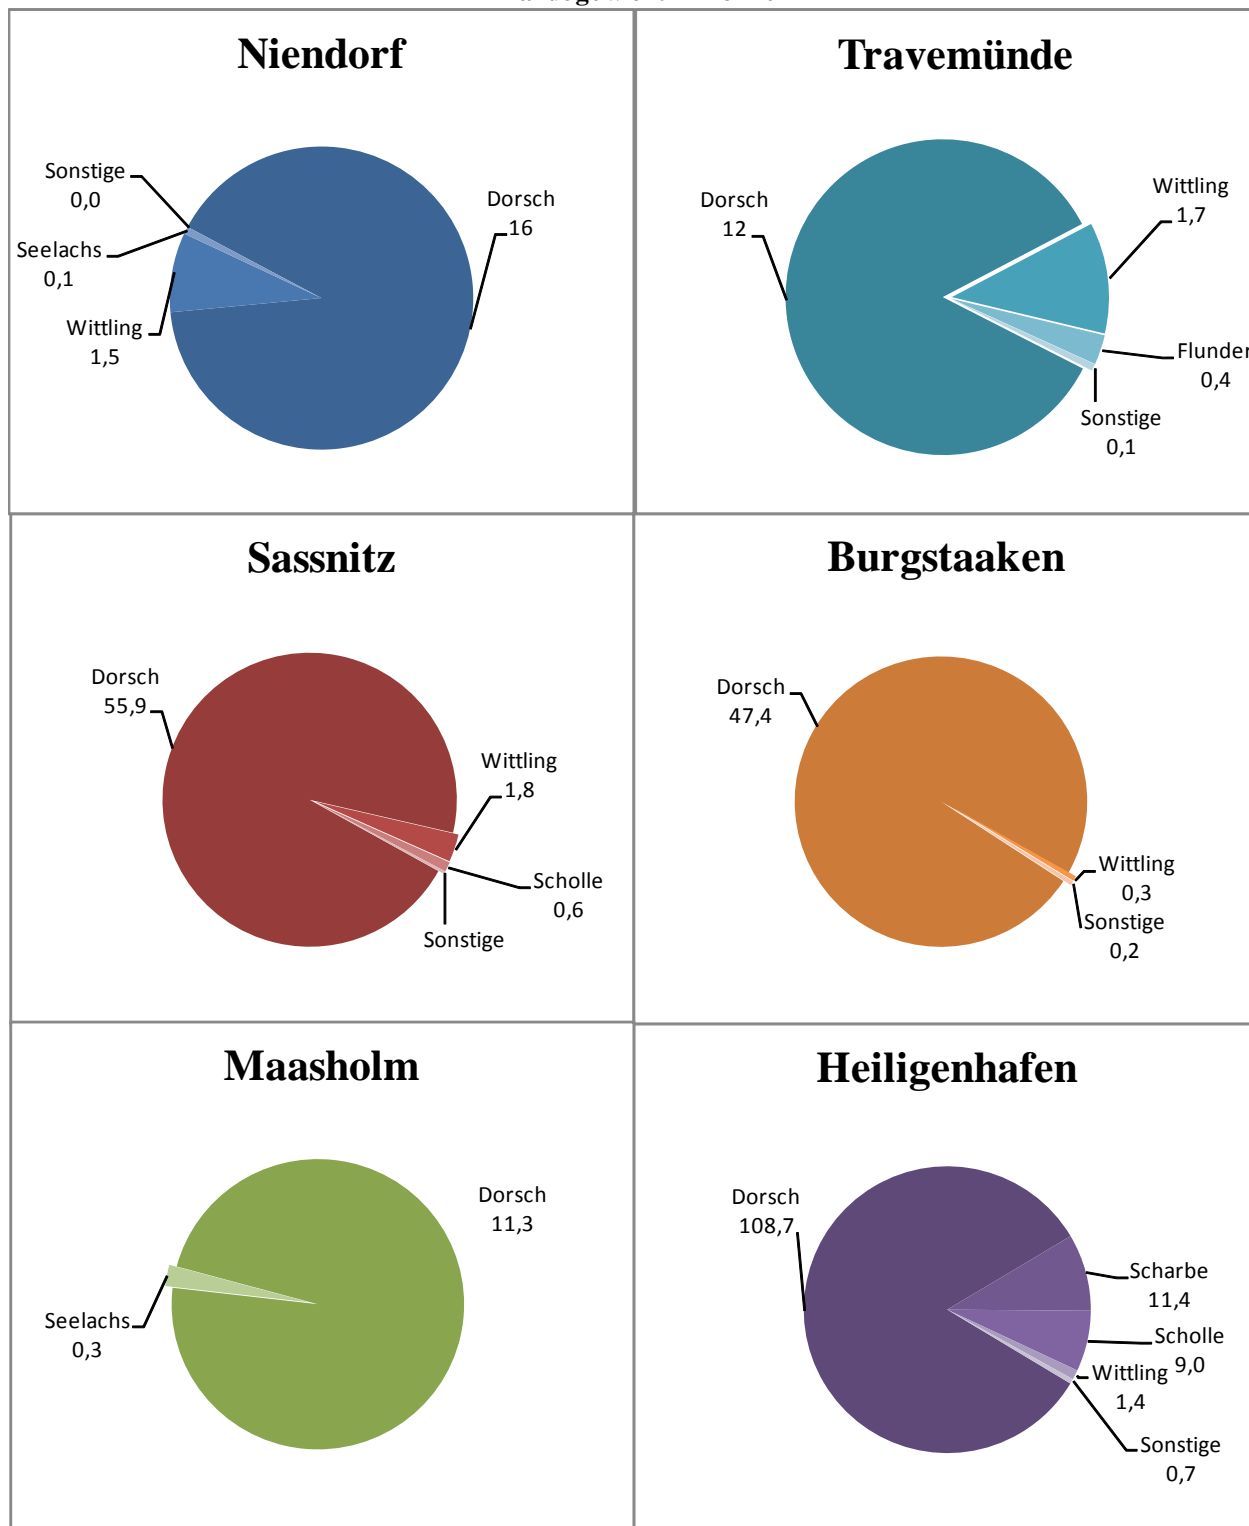 Niendorf
Sonstige
0,0
Dorsch
16
Seelachs
0,1
Wittling
1,5
Travemünde
Dorsch
12
Wittling
1,7
Flunder
0,4
Sonstige
0,1
Sassnitz
Dorsch
55,9
Wittling
1,8
Scholle
0,6
Sonstige
Burgstaaken
Dorsch
47,4
Wittling
0,3
Sonstige
0,2
Maasholm
Dorsch
11,3
Seelachs
0,3
Heiligenhafen
Dorsch
108,7
Scharbe
11,4
Scholle
9,0
Wittling
1,4
Sonstige
0,7